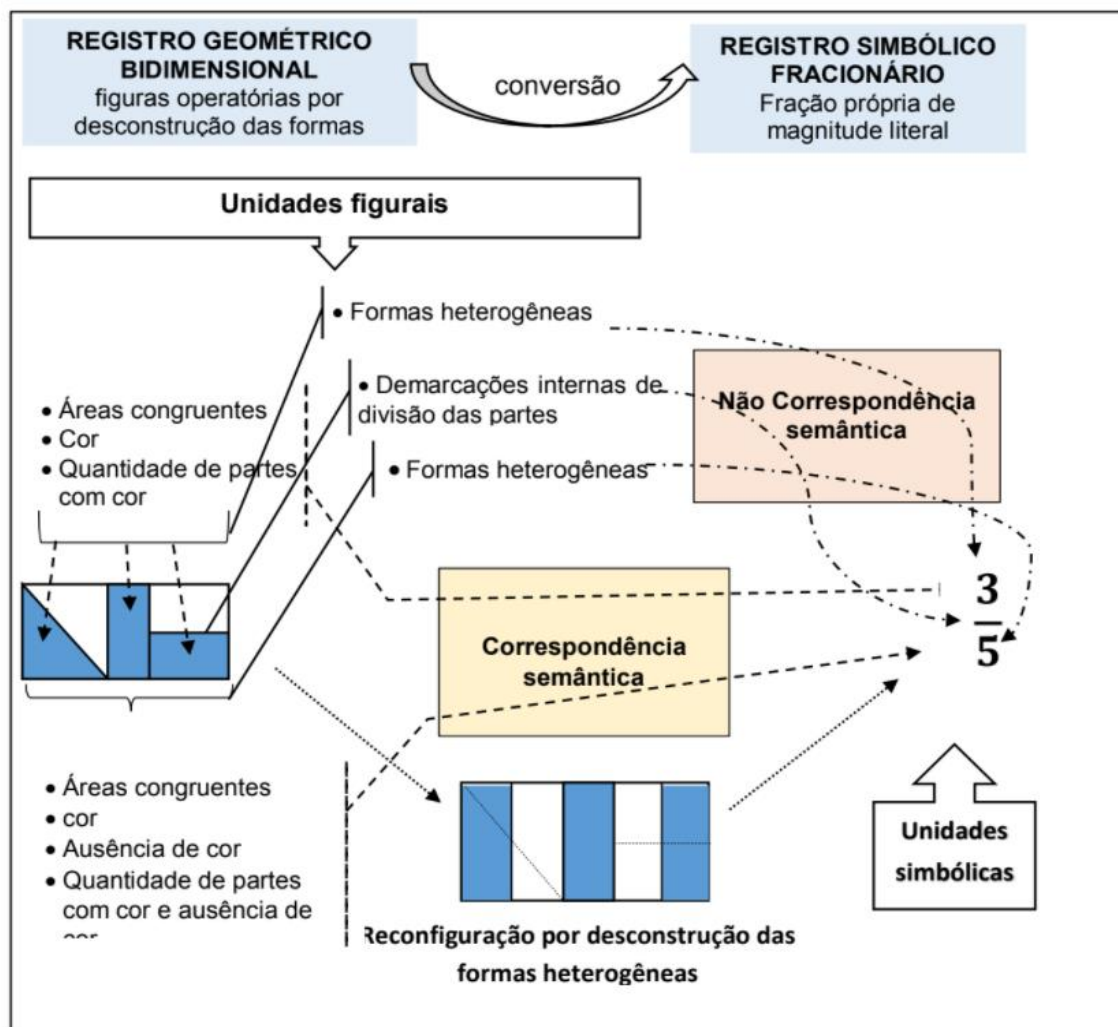 REGISTRO GEOMÉTRICO
BIDIMENSIONAL
figuras operatórias por
desconstrução das formas
conversão
REGISTRO SIMBÓLICO
FRACIONÁRIO
Fração própria de
magnitude literal
Unidades figurais
• Formas heterogêneas
• Demarcações internas de
divisão das partes
• Formas heterogêneas
Não Correspondência
semântica
• Áreas congruentes
• Cor
• Quantidade de partes
com cor
3
5
Correspondência
semântica
• Áreas congruentes
• cor
• Ausência de cor
• Quantidade de partes
com cor e ausência de
Unidades
simbólicas
Reconfiguração por desconstrução das
formas heterogêneas